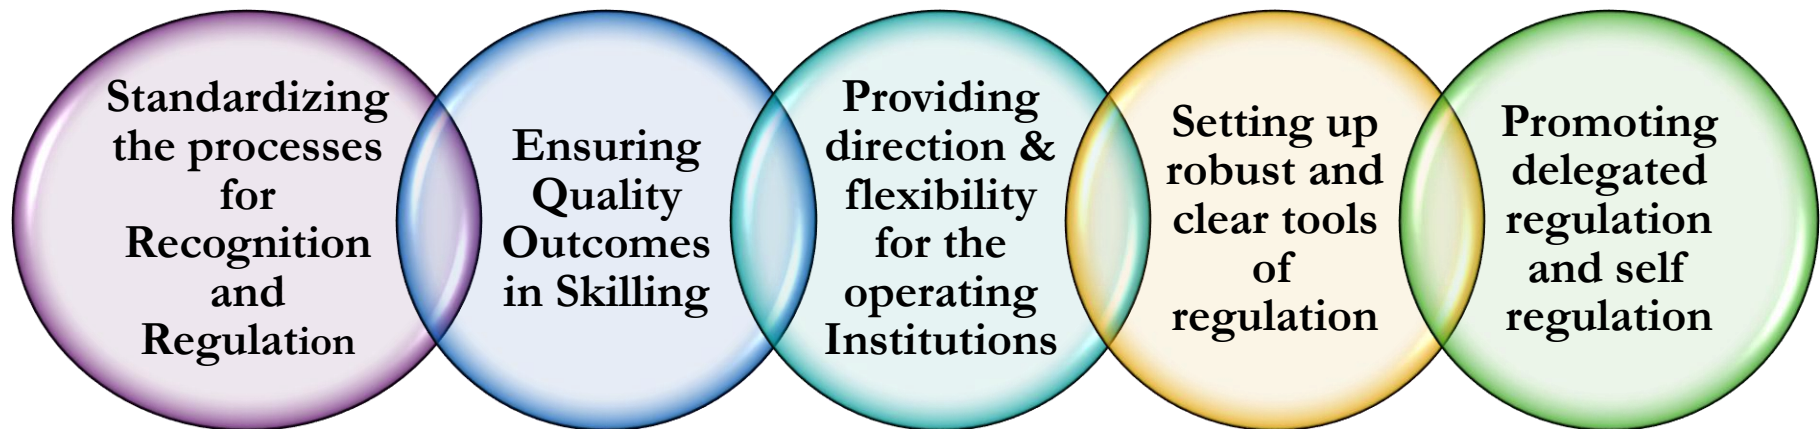 Standardizing
the processes
for
Recognition
and
Regulation
Ensuring
Quality
Outcomes
in Skilling
Providing
direction &
flexibility
for the
operating
Institutions
Setting up
robust and
clear tools
of
regulation
Promoting
delegated
regulation
and self
regulation